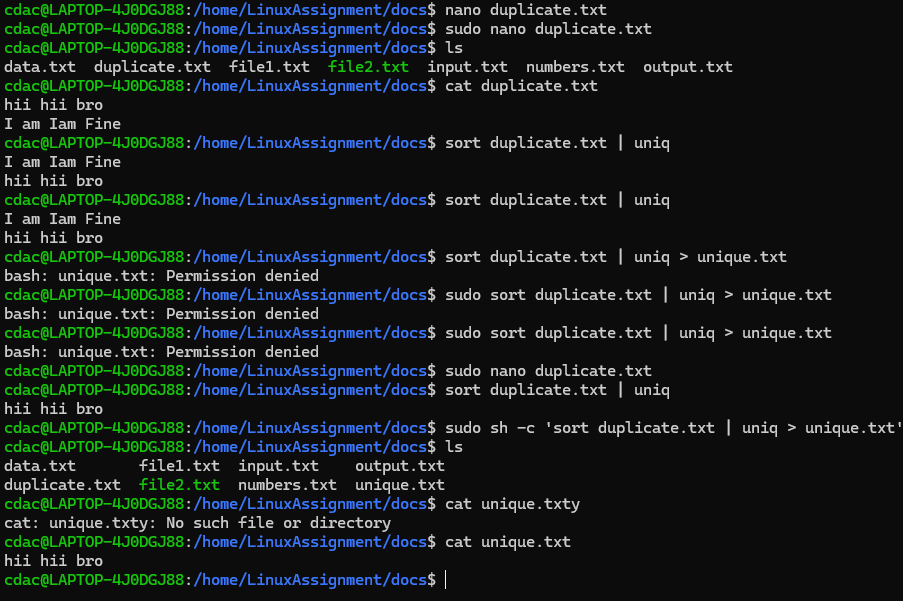 cdac@LAPTOP-4J0DGJ88:/home/LinuxAssignment/docs$ nano duplicate.txt
cdac@LAPTOP-4J0DGJ88:/home/LinuxAssignment/docs$ sudo nano duplicate.txt
cdac@LAPTOP-4J0DGJ88:/home/LinuxAssignment/docs$ ls
data.txt  duplicate.txt  file1.txt  file2.txt  input.txt  numbers.txt  output.txt
cdac@LAPTOP-4J0DGJ88:/home/LinuxAssignment/docs$ cat duplicate.txt
hii hii bro
I am Iam Fine
cdac@LAPTOP-4J0DGJ88:/home/LinuxAssignment/docs$ sort duplicate.txt | uniq
I am Iam Fine
hii hii bro
cdac@LAPTOP-4J0DGJ88:/home/LinuxAssignment/docs$ sort duplicate.txt | uniq
I am Iam Fine
hii hii bro
cdac@LAPTOP-4J0DGJ88:/home/LinuxAssignment/docs$ sort duplicate.txt | uniq > unique.txt
bash: unique.txt: Permission denied
cdac@LAPTOP-4J0DGJ88:/home/LinuxAssignment/docs$ sudo sort duplicate.txt | uniq > unique.txt
bash: unique.txt: Permission denied
cdac@LAPTOP-4J0DGJ88:/home/LinuxAssignment/docs$ sudo sort duplicate.txt | uniq > unique.txt
bash: unique.txt: Permission denied
cdac@LAPTOP-4J0DGJ88:/home/LinuxAssignment/docs$ sudo nano duplicate.txt
cdac@LAPTOP-4J0DGJ88:/home/LinuxAssignment/docs$ sort duplicate.txt | uniq
hii hii bro
cdac@LAPTOP-4J0DGJ88:/home/LinuxAssignment/docs$ sudo sh -c 'sort duplicate.txt | uniq > unique.txt'
cdac@LAPTOP-4J0DGJ88:/home/LinuxAssignment/docs$ ls
data.txt       file1.txt  input.txt    output.txt
duplicate.txt  file2.txt  numbers.txt  unique.txt
cdac@LAPTOP-4J0DGJ88:/home/LinuxAssignment/docs$ cat unique.txty
cat: unique.txty: No such file or directory
cdac@LAPTOP-4J0DGJ88:/home/LinuxAssignment/docs$ cat unique.txt
hii hii bro
cdac@LAPTOP-4J0DGJ88:/home/LinuxAssignment/docs$